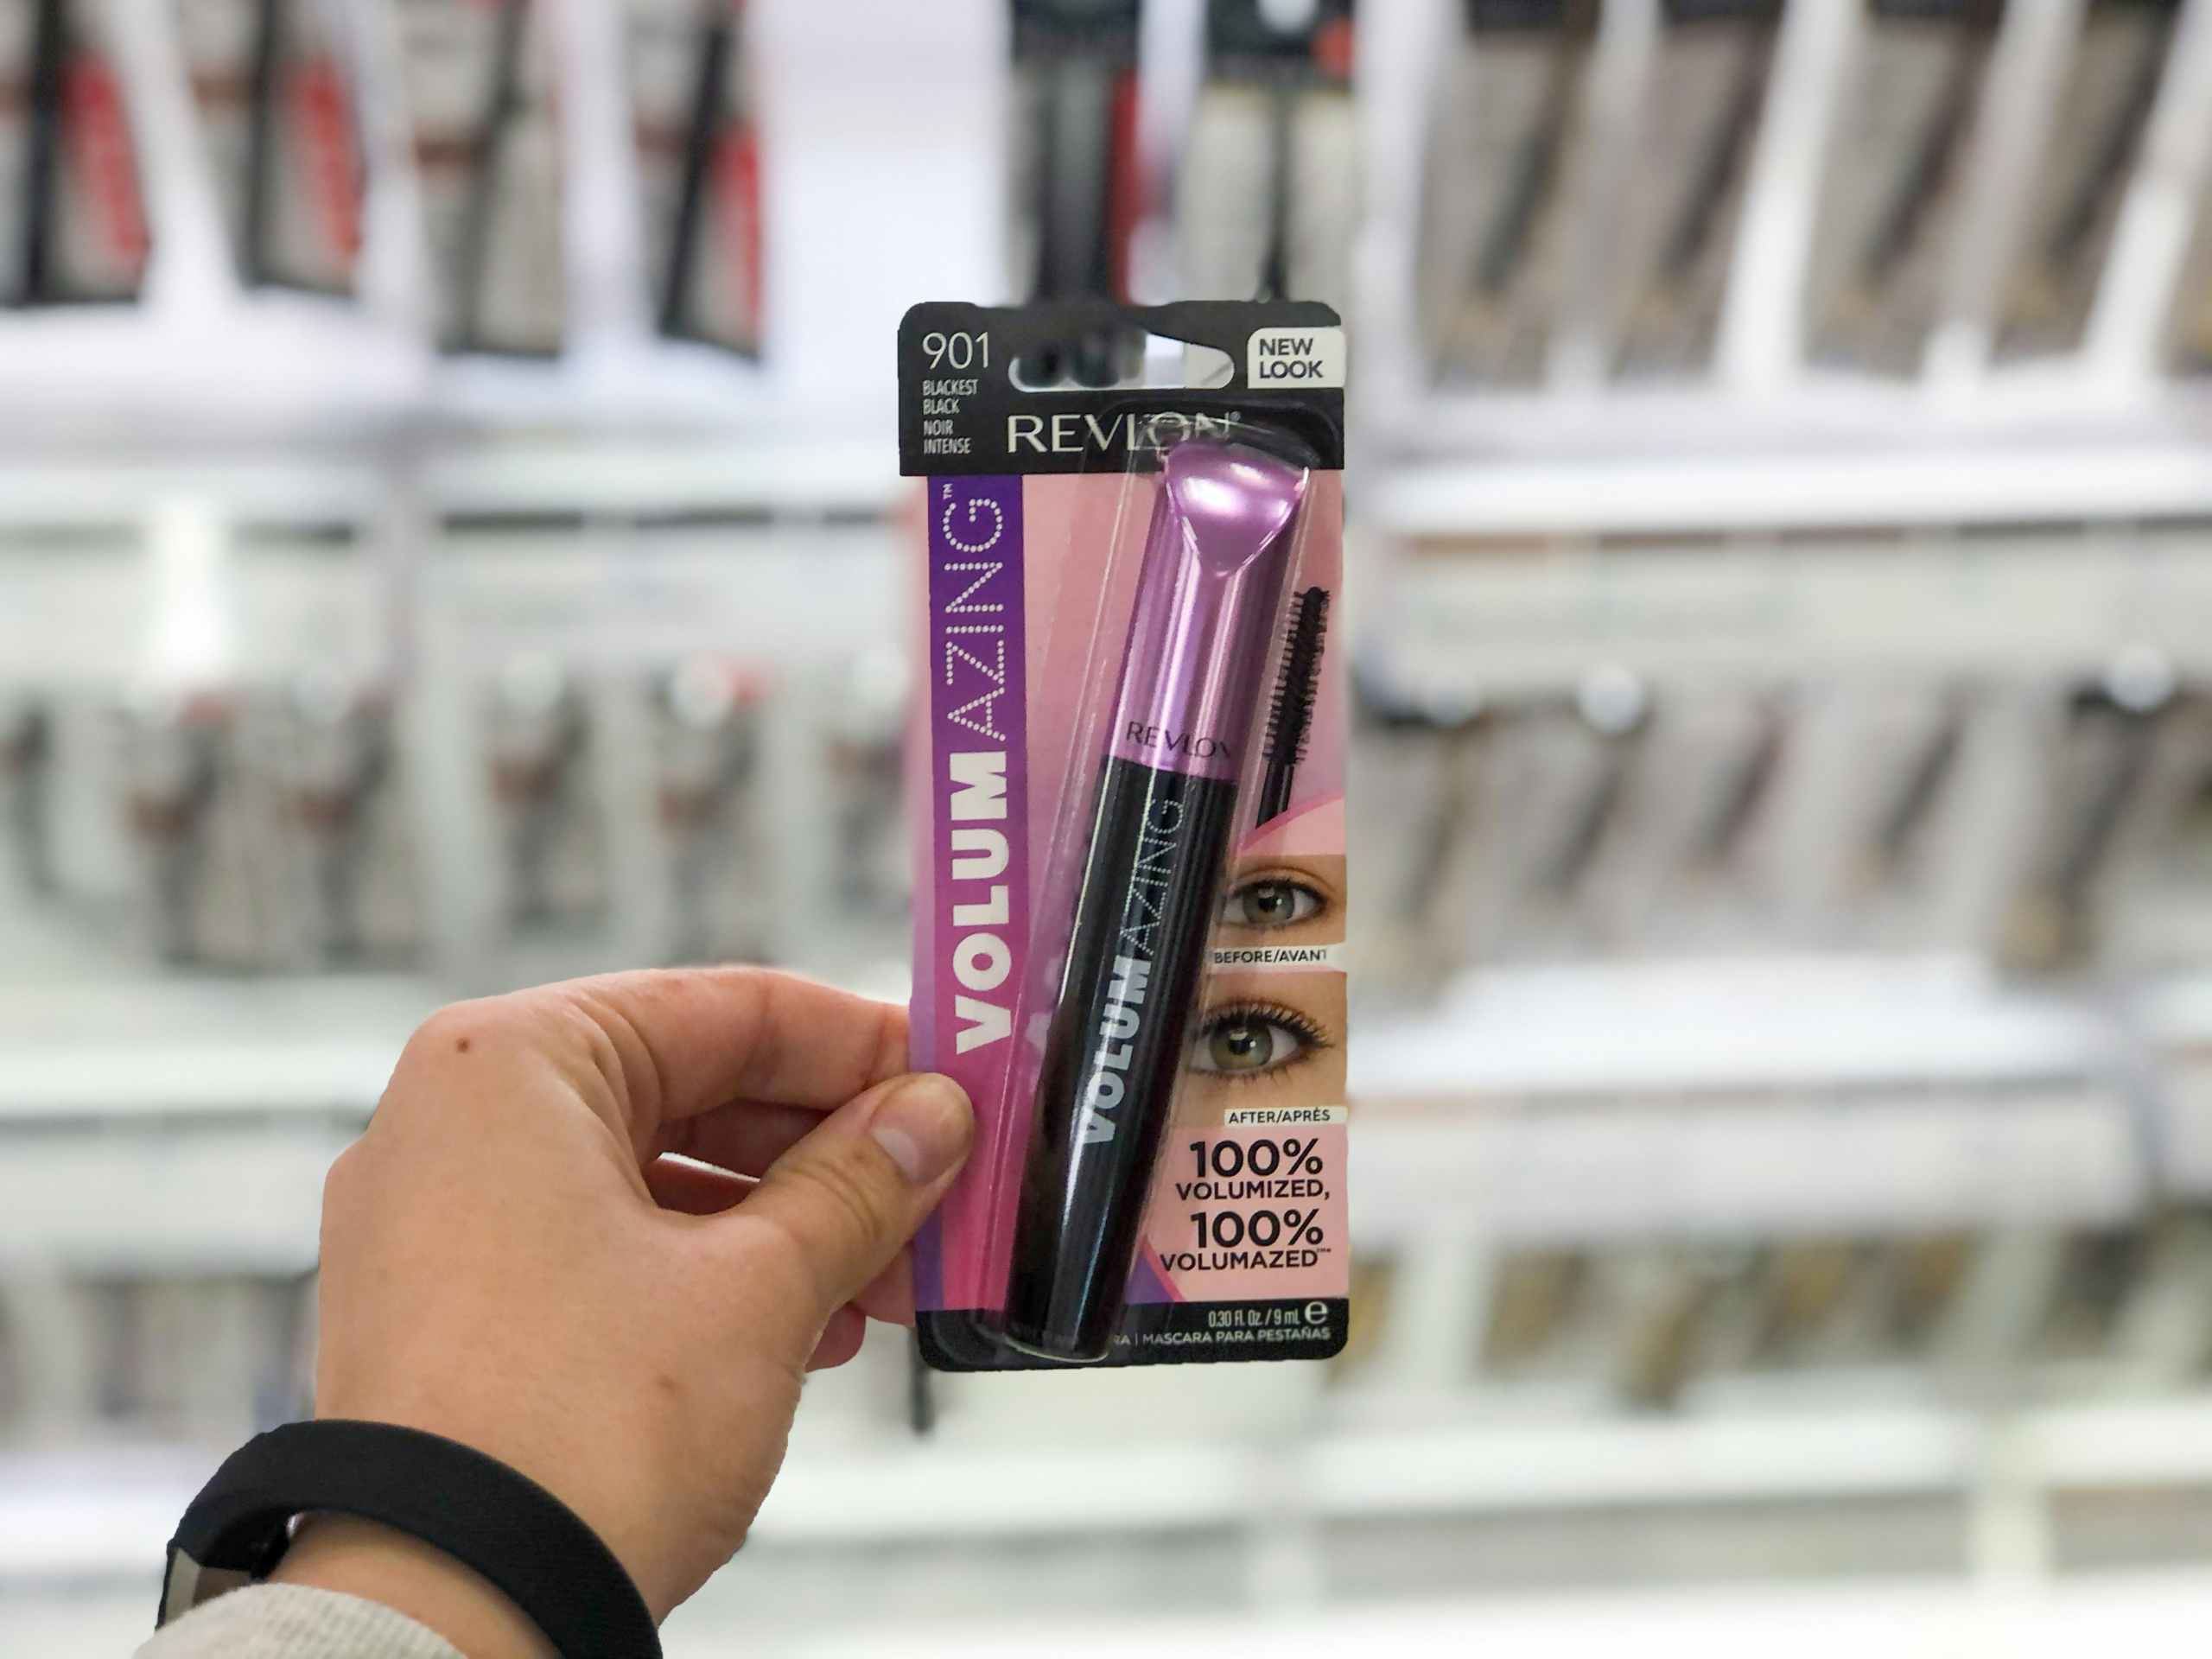 901
BLACKEST
BLACK
NOIR
INTENSE
NEW
LOOK
REVLON®
VOLUMAZING™
REVLON
VOLUMAZING
BEFORE/AVANT
AFTER/APRÈS
100%
VOLUMIZED,
100%
VOLUMAZED™
0.30 Fl. Oz. / 9 mL e
| MASCARA PARA PESTAÑAS